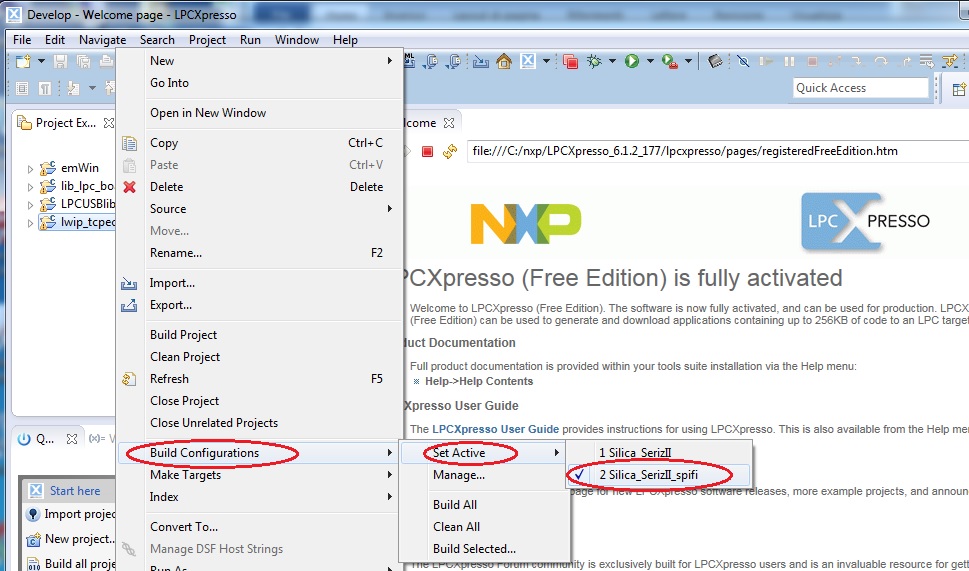 Develop - Welcome page - LPCXpresso
File Edit Navigate Search Project Run Window Help
Quick Access
Project Ex...
come
file:///C:/nxp/LPCXpresso_6.1.2_177/lpcxpresso/pages/registeredFreeEdition.htm
emWin
lib_lpc_bo
LPCUSBlib
lwip_tcpec
New
Go Into
Open in New Window
Copy Ctrl+C
Paste Ctrl+V
Delete Delete
Source
Move...
Rename... F2
Import...
Export...
Build Project
Clean Project
Refresh F5
Close Project
Close Unrelated Projects
Build Configurations
Make Targets
Index
Convert To...
Manage DSF Host Strings
Run As
Set Active
Manage...
Build All
Clean All
Build Selected...
1 Silica_SerizII
2 Silica_SerizII_spifi
NXP
LPC XPRESSO
PCXpresso (Free Edition) is fully activated
Welcome to LPCXpresso (Free Edition). The software is now fully activated, and can be used for production. LPCX
(Free Edition) can be used to generate and download applications containing up to 256KB of code to an LPC target
uct Documentation
Full product documentation is provided within your tools suite installation via the Help menu:
Help->Help Contents
Xpresso User Guide
The LPCXpresso User Guide provides instructions for using LPCXpresso. This is also available from the Help men
page for new LPCXpresso software releases, more example projects, and announ
The LPCXpresso Forum community is exclusively built for LPCXpresso users and is an invaluable resource for gett
Q...
(x)= V
Start here
Import projec
New project..
Build all proje